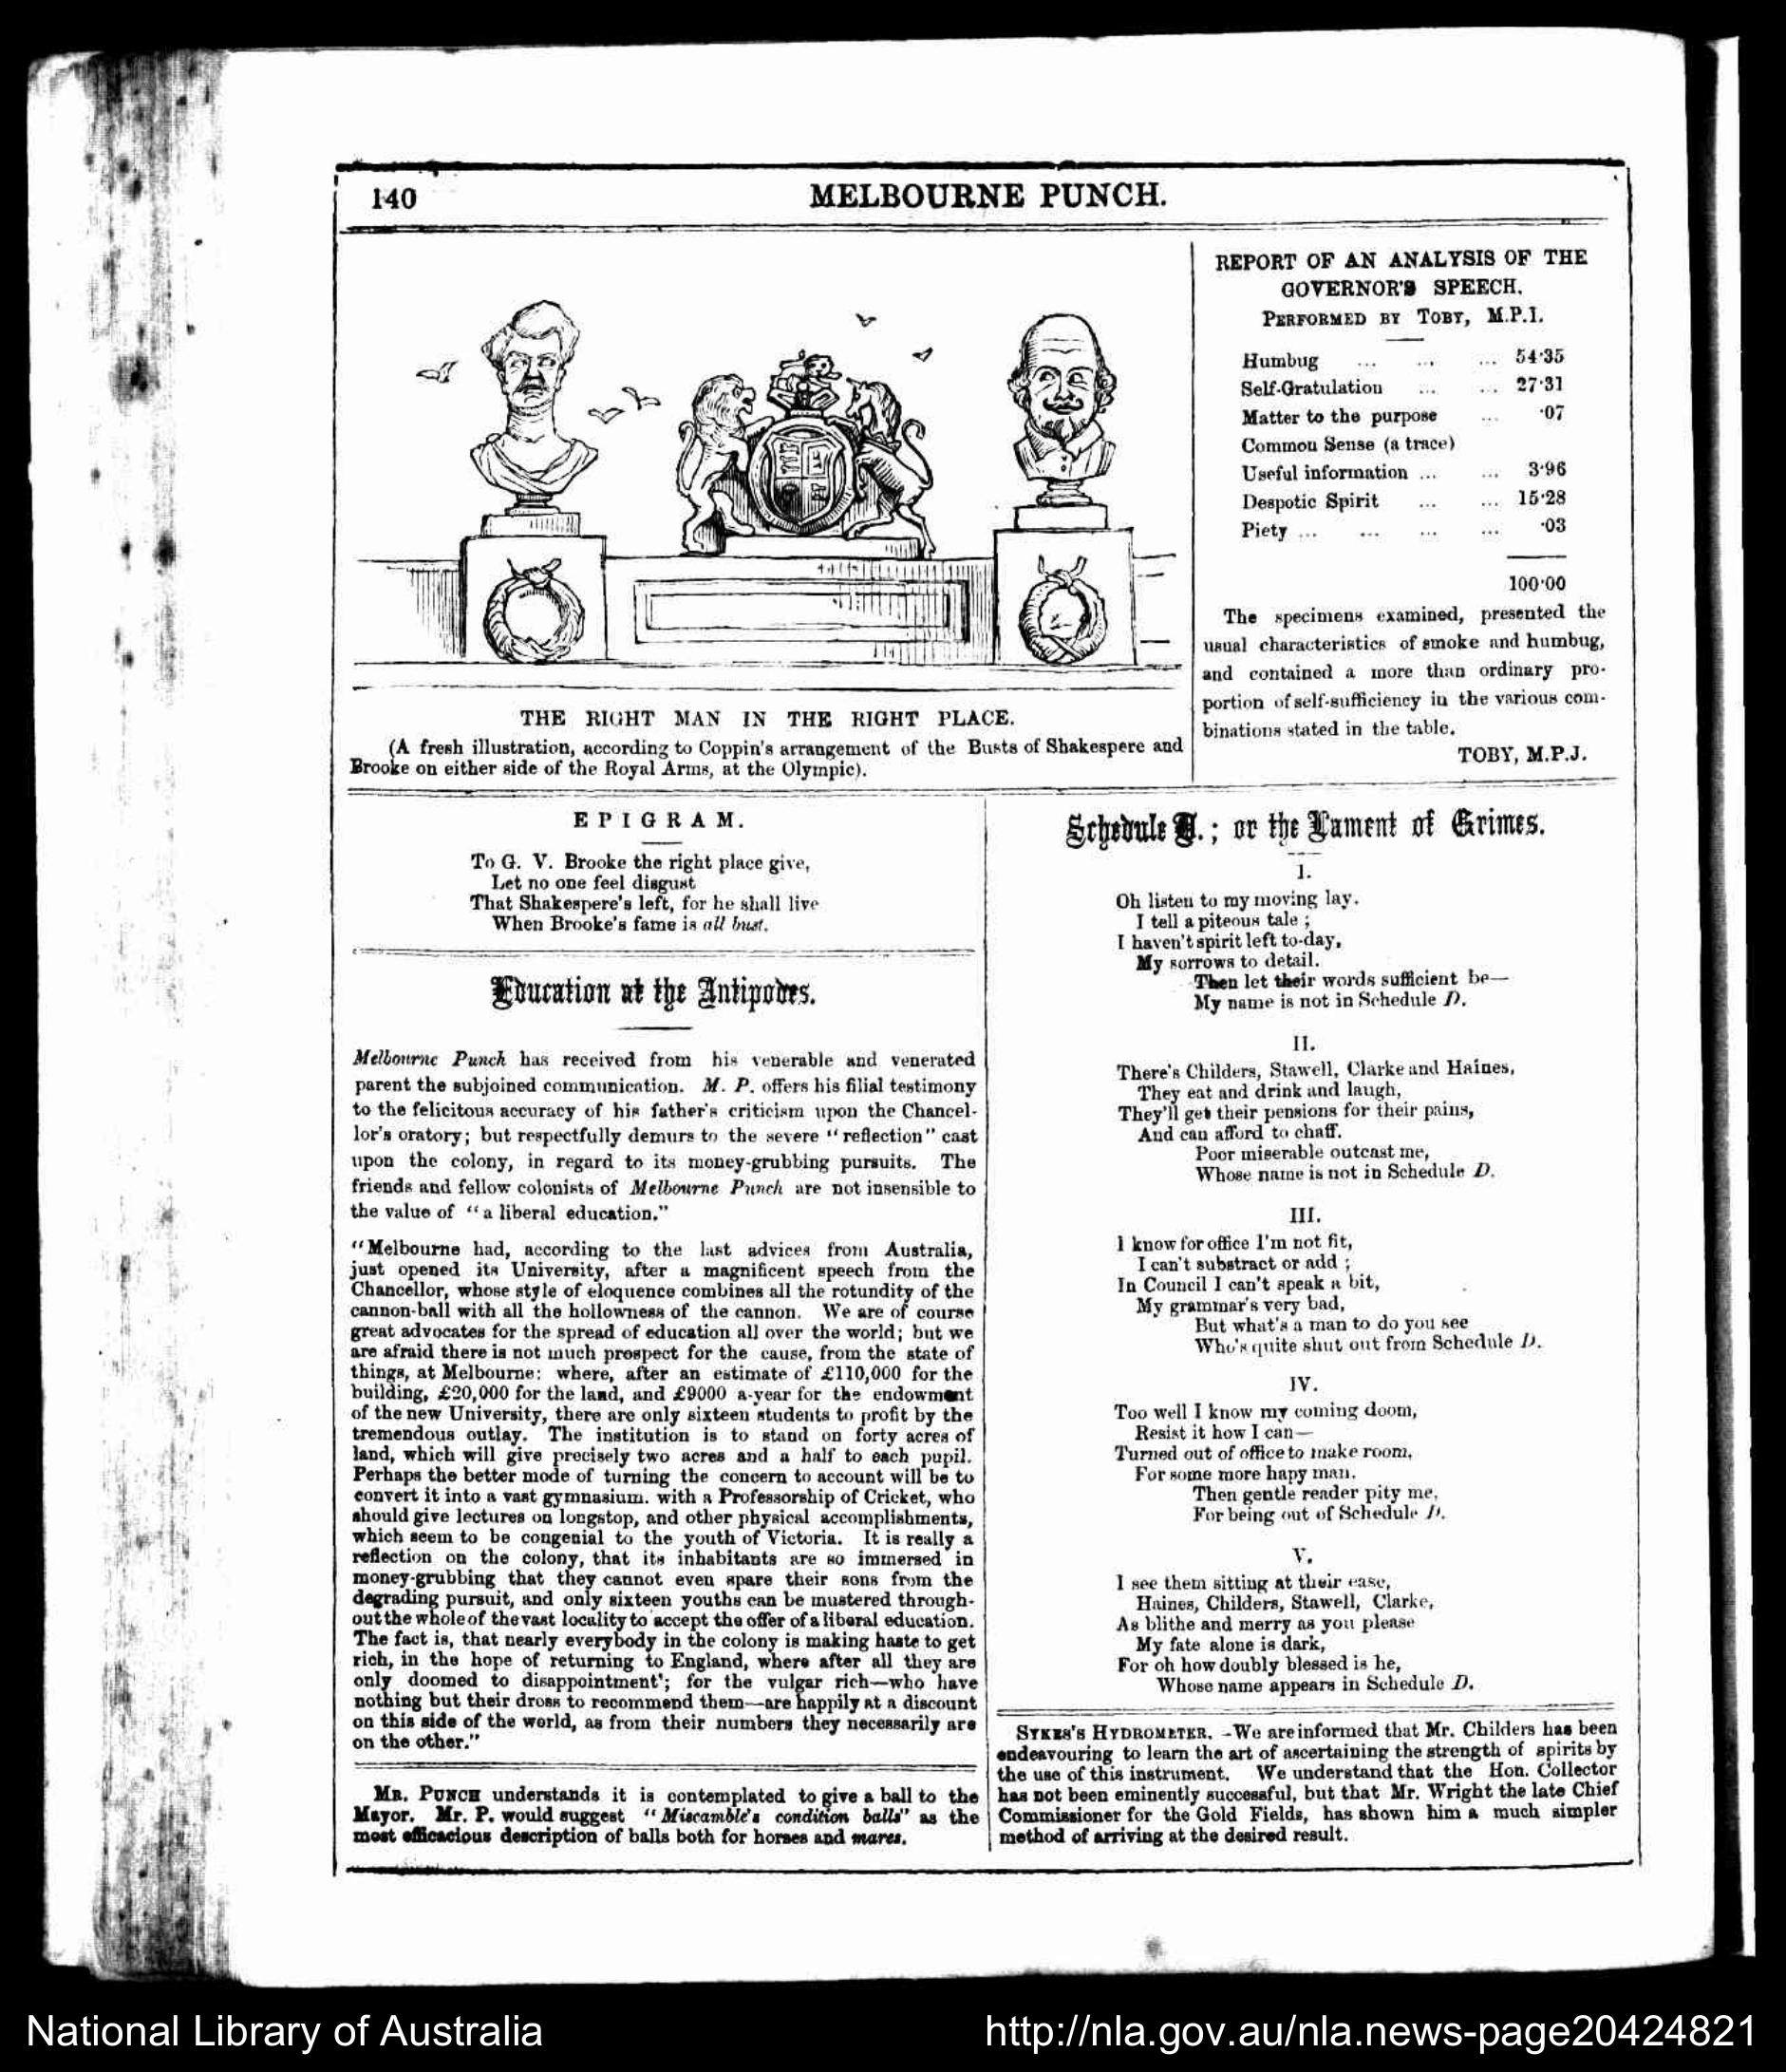 140
MELBOURNE PUNCH.
THE RIGHT MAN IN THE RIGHT PLACE.
(A fresh illustration, according to Coppin's arrangement of the Busts of Shakespere and
Brooke on either side of the Royal Arms, at the Olympic).
REPORT OF AN ANALYSIS OF THE
GOVERNOR'S SPEECH.
PERFORMED BY TOBY, M.P.I.
Humbug ... ... ... 54·35
Self-Gratulation ... ... 27·31
Matter to the purpose ... ·07
Common Sense (a trace)
Useful information ... ... 3·96
Despotic Spirit ... ... 15·28
Piety ... ... ... ... ·03
100·00
The specimens examined, presented the
usual characteristics of smoke and humbug,
and contained a more than ordinary pro-
portion of self-sufficiency in the various com-
binations stated in the table.
TOBY, M.P.J.
EPIGRAM.
To G. V. Brooke the right place give,
Let no one feel disgust
That Shakespere's left, for he shall live
When Brooke's fame is all bust.
Education at the Antipodes.
Melbourne Punch has received from his venerable and venerated
parent the subjoined communication. M. P. offers his filial testimony
to the felicitous accuracy of his father's criticism upon the Chancel-
lor's oratory; but respectfully demurs to the severe "reflection" cast
upon the colony, in regard to its money-grubbing pursuits. The
friends and fellow colonists of Melbourne Punch are not insensible to
the value of "a liberal education."
"Melbourne had, according to the last advices from Australia,
just opened its University, after a magnificent speech from the
Chancellor, whose style of eloquence combines all the rotundity of the
cannon-ball with all the hollowness of the cannon. We are of course
great advocates for the spread of education all over the world; but we
are afraid there is not much prospect for the cause, from the state of
things, at Melbourne: where, after an estimate of £110,000 for the
building, £20,000 for the land, and £9000 a-year for the endowment
of the new University, there are only sixteen students to profit by the
tremendous outlay. The institution is to stand on forty acres of
land, which will give precisely two acres and a half to each pupil.
Perhaps the better mode of turning the concern to account will be to
convert it into a vast gymnasium. with a Professorship of Cricket, who
should give lectures on longstop, and other physical accomplishments,
which seem to be congenial to the youth of Victoria. It is really a
reflection on the colony, that its inhabitants are so immersed in
money-grubbing that they cannot even spare their sons from the
degrading pursuit, and only sixteen youths can be mustered through-
out the whole of the vast locality to accept the offer of a liberal education.
The fact is, that nearly everybody in the colony is making haste to get
rich, in the hope of returning to England, where after all they are
only doomed to disappointment'; for the vulgar rich—who have
nothing but their dross to recommend them—are happily at a discount
on this side of the world, as from their numbers they necessarily are
on the other."
MR. PUNCH understands it is contemplated to give a ball to the
Mayor. Mr. P. would suggest "Miscamble's condition balls" as the
most efficacious description of balls both for horses and mares.
Schedule D.; or the Lament of Grimes.
I.
Oh listen to my moving lay.
I tell a piteous tale ;
I haven't spirit left to-day,
My sorrows to detail.
Then let their words sufficient be—
My name is not in Schedule D.
II.
There's Childers, Stawell, Clarke and Haines,
They eat and drink and laugh,
They'll get their pensions for their pains,
And can afford to chaff.
Poor miserable outcast me,
Whose name is not in Schedule D.
III.
I know for office I'm not fit,
I can't substract or add ;
In Council I can't speak a bit,
My grammar's very bad,
But what's a man to do you see
Who's quite shut out from Schedule D.
IV.
Too well I know my coming doom,
Resist it how I can—
Turned out of office to make room,
For some more hapy man.
Then gentle reader pity me,
For being out of Schedule D.
V.
I see them sitting at their ease,
Haines, Childers, Stawell, Clarke,
As blithe and merry as you please
My fate alone is dark,
For oh how doubly blessed is he,
Whose name appears in Schedule D.
SYKES'S HYDROMETER. -We are informed that Mr. Childers has been
endeavouring to learn the art of ascertaining the strength of spirits by
the use of this instrument. We understand that the Hon. Collector
has not been eminently successful, but that Mr. Wright the late Chief
Commissioner for the Gold Fields, has shown him a much simpler
method of arriving at the desired result.
National Library of Australia
http://nla.gov.au/nla.news-page20424821